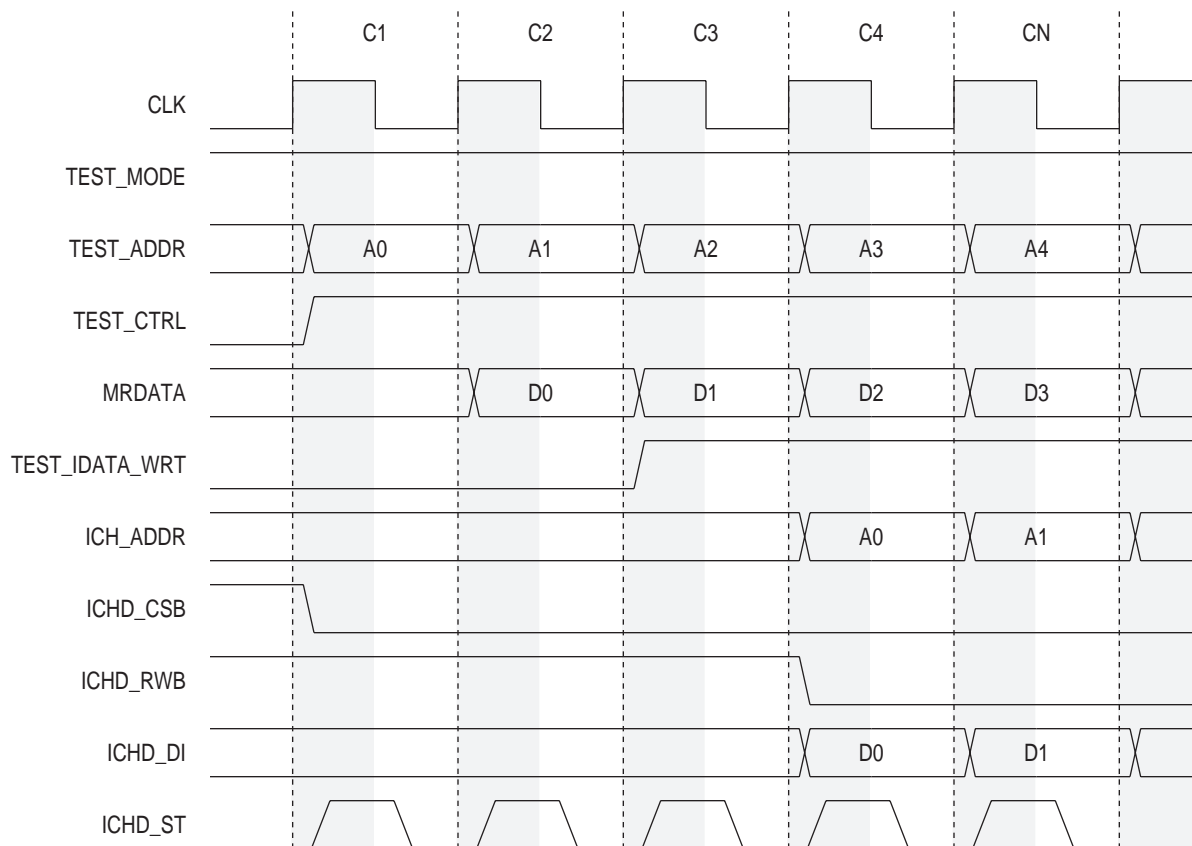 C1 C2 C3 C4 CN
CLK
TEST_MODE
TEST_ADDR A0 A1 A2 A3 A4
TEST_CTRL
MRDATA D0 D1 D2 D3
TEST_IDATA_WRT
ICH_ADDR A0 A1
ICHD_CSB
ICHD_RWB
ICHD_DI D0 D1
ICHD_ST